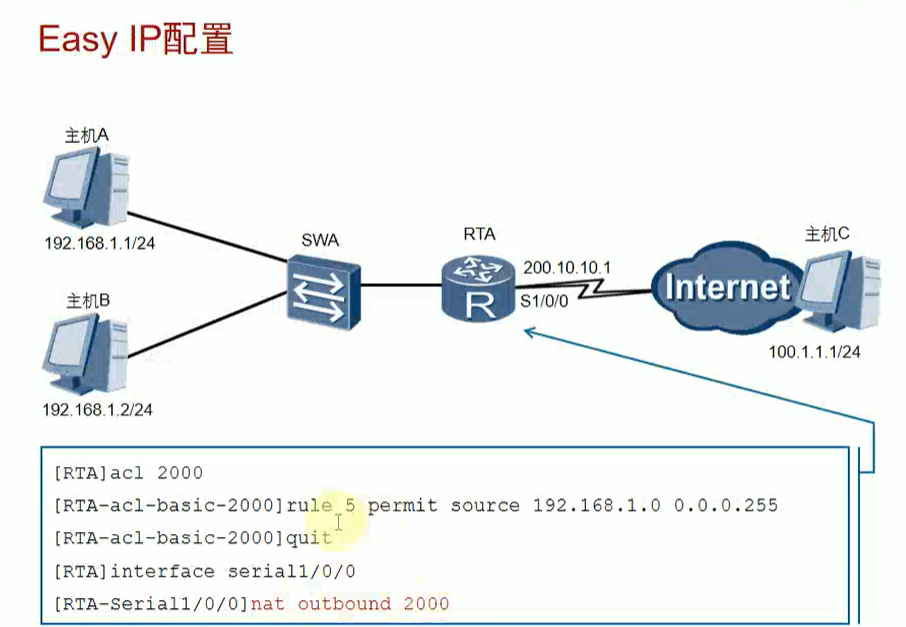 Easy IP配置
主机A
192.168.1.1/24
主机B
192.168.1.2/24
SWA
RTA
R
200.10.10.1
S1/0/0
Internet
主机C
100.1.1.1/24
[RTA]acl 2000
[RTA-acl-basic-2000]rule 5 permit source 192.168.1.0 0.0.0.255
[RTA-acl-basic-2000]quit
[RTA]interface serial1/0/0
[RTA-Serial1/0/0]nat outbound 2000